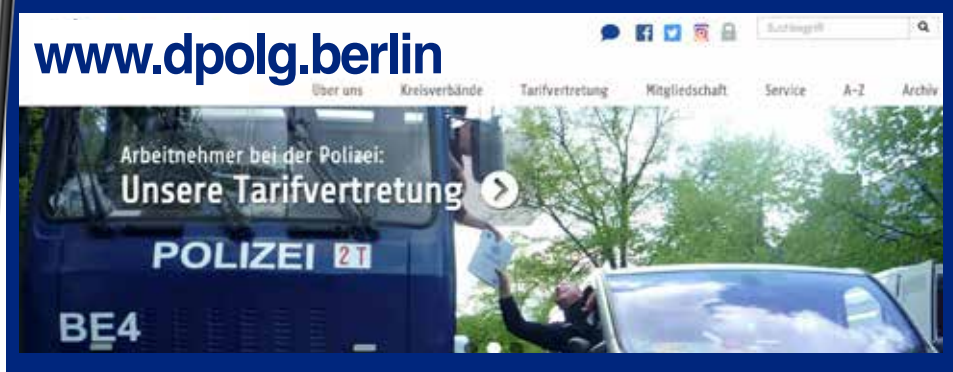 www.dpolg.berlin
Suchbegriff
Über uns Kreisverbände Tarifvertretung Mitgliedschaft Service A-Z Archiv
Arbeitnehmer bei der Polizei:
Unsere Tarifvertretung
POLIZEI 2T
BE4